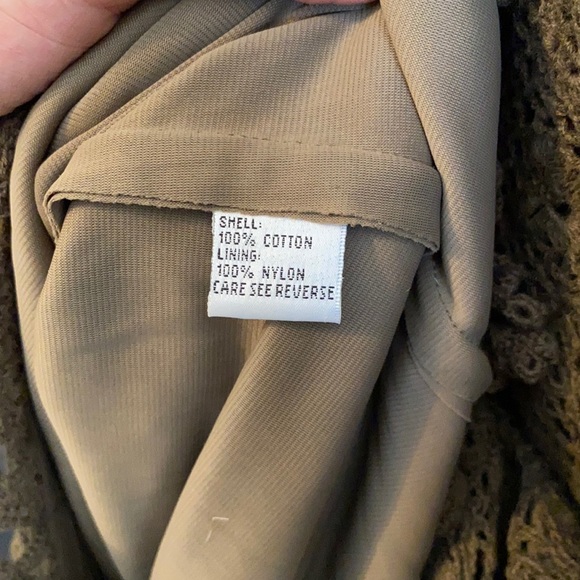 SHELL:
100% COTTON
LINING:
100% NYLON
CARE SEE REVERSE